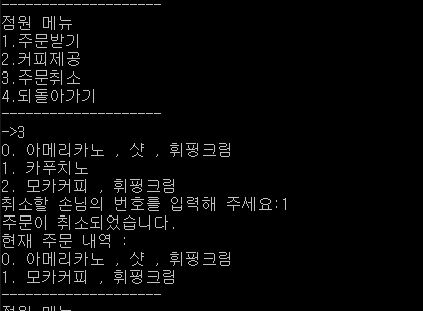 --------------------
점원 메뉴
1.주문받기
2.커피제공
3.주문취소
4.되돌아가기
--------------------
->3
0. 아메리카노 , 샷 , 휘핑크림
1. 카푸치노
2. 모카커피 , 휘핑크림
취소할 손님의 번호를 입력해 주세요:1
주문이 취소되었습니다.
현재 주문 내역 :
0. 아메리카노 , 샷 , 휘핑크림
1. 모카커피 , 휘핑크림
--------------------
점원 메뉴